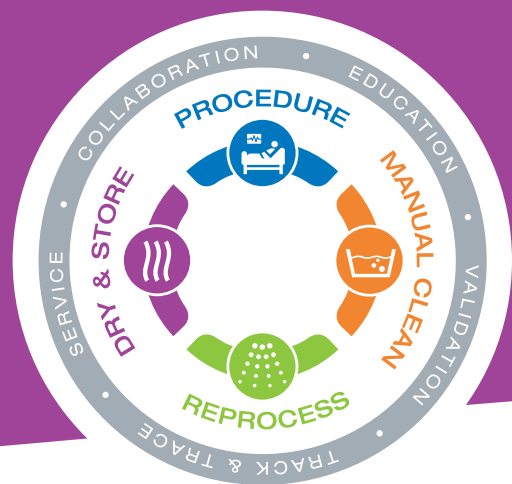 COLLABORATION • EDUCATION • VALIDATION • TRACK & TRACE • SERVICE •
PROCEDURE
MANUAL CLEAN
REPROCESS
DRY & STORE